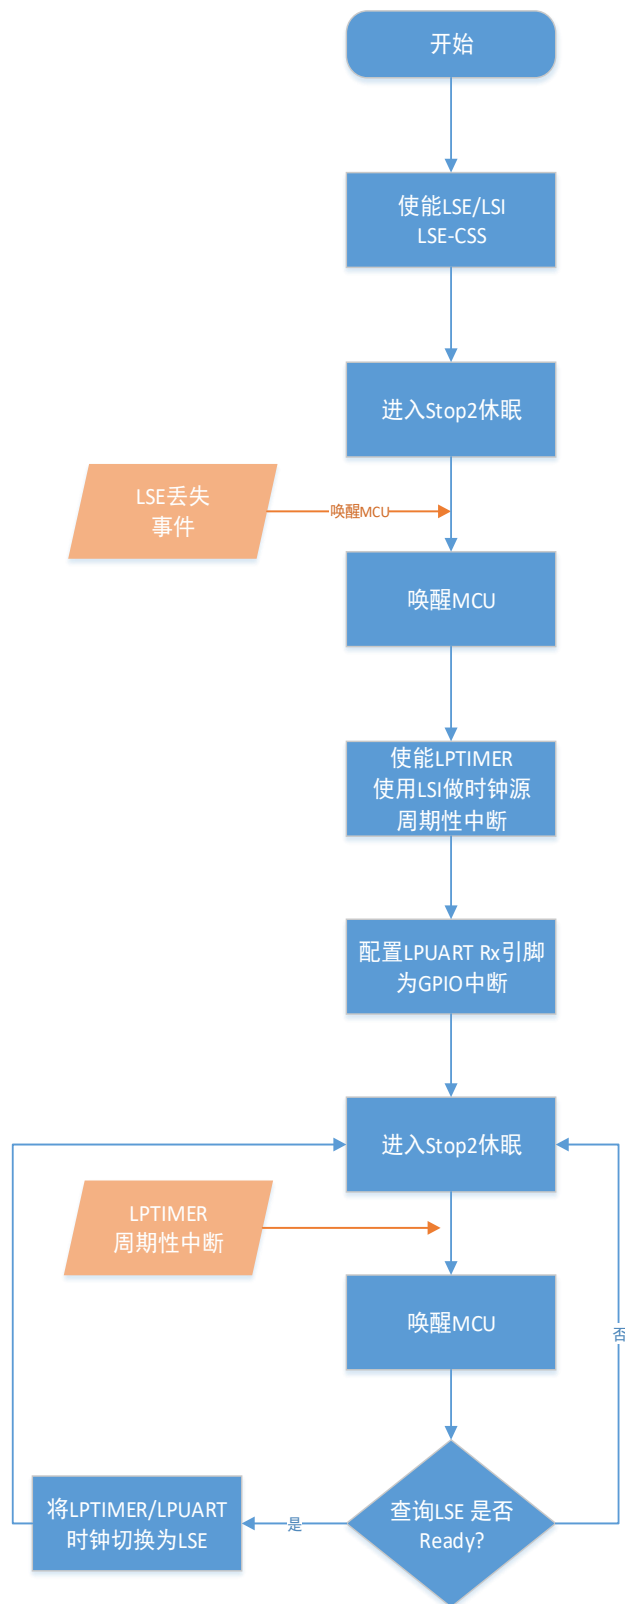 开始
使能LSE/LSI
LSE-CSS
进入Stop2休眠
LSE丢失
事件
唤醒MCU
唤醒MCU
使能LPTIMER
使用LSI做时钟源
周期性中断
配置LPUART Rx引脚
为GPIO中断
进入Stop2休眠
LPTIMER
周期性中断
唤醒MCU
否
查询LSE 是否
Ready?
是
将LPTIMER/LPUART
时钟切换为LSE